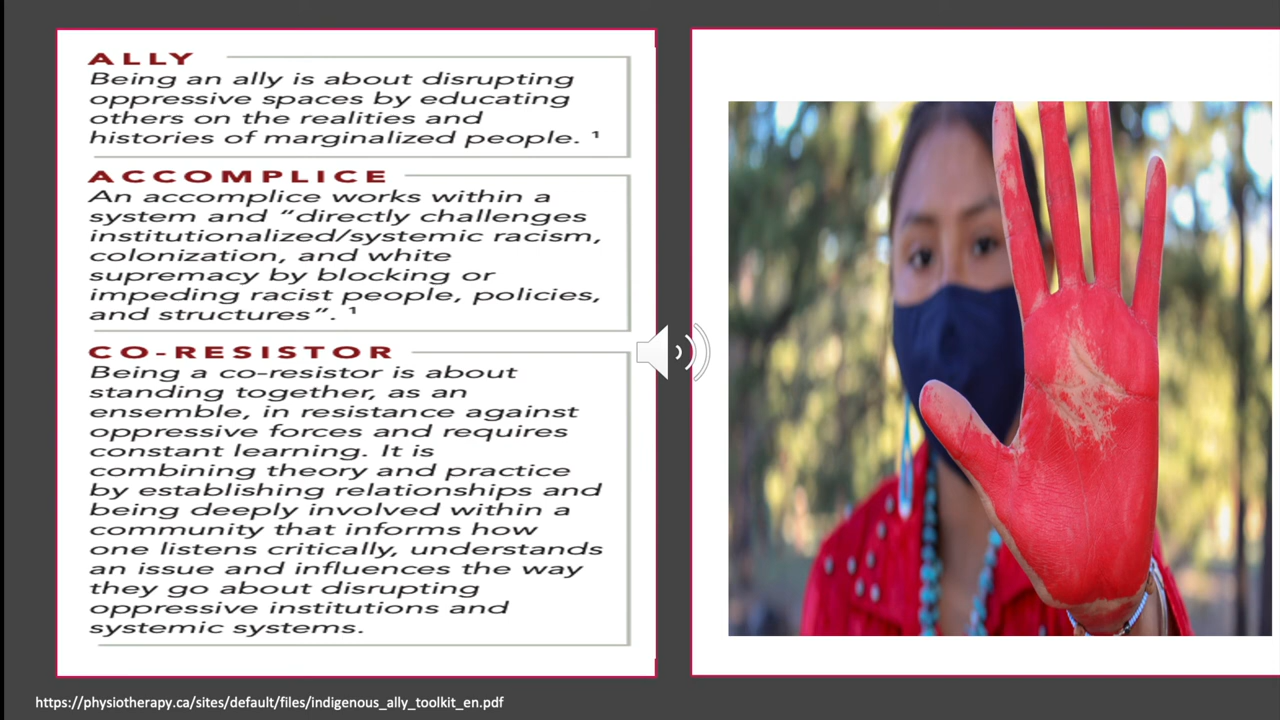 ALLY
Being an ally is about disrupting
oppressive spaces by educating
others on the realities and
histories of marginalized people. ¹
ACCOMPLICE
An accomplice works within a
system and “directly challenges
institutionalized/systemic racism,
colonization, and white
supremacy by blocking or
impeding racist people, policies,
and structures”. ¹
CO-RESISTOR
Being a co-resistor is about
standing together, as an
ensemble, in resistance against
oppressive forces and requires
constant learning. It is
combining theory and practice
by establishing relationships and
being deeply involved within a
community that informs how
one listens critically, understands
an issue and influences the way
they go about disrupting
oppressive institutions and
systemic systems.
https://physiotherapy.ca/sites/default/files/indigenous_ally_toolkit_en.pdf